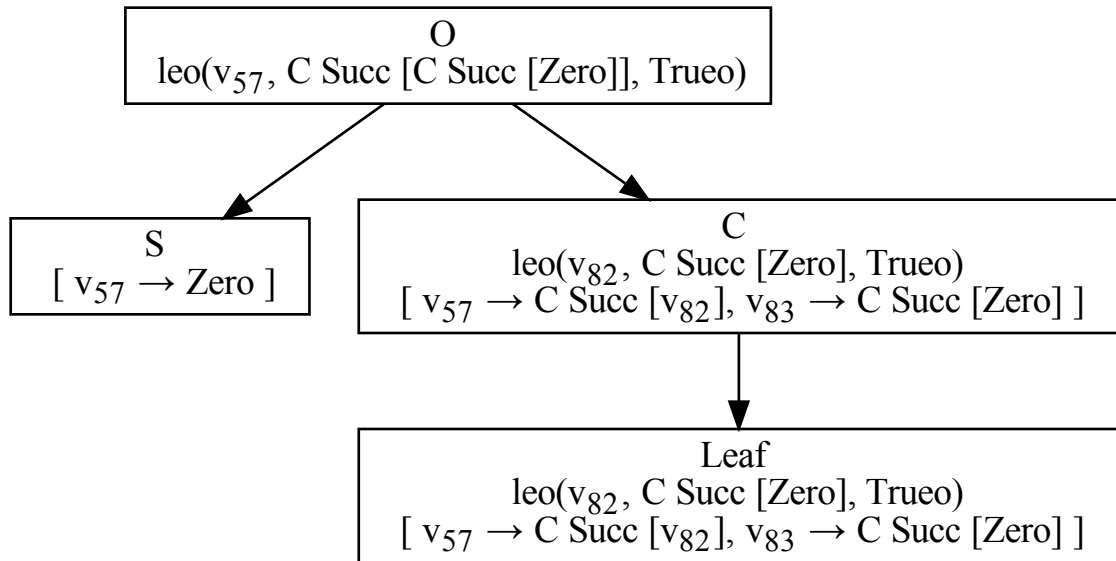 O
leo(v₅₇, C Succ [C Succ [Zero]], Trueo)
S
[ v₅₇ → Zero ]
C
leo(v₈₂, C Succ [Zero], Trueo)
[ v₅₇ → C Succ [v₈₂], v₈₃ → C Succ [Zero] ]
Leaf
leo(v₈₂, C Succ [Zero], Trueo)
[ v₅₇ → C Succ [v₈₂], v₈₃ → C Succ [Zero] ]